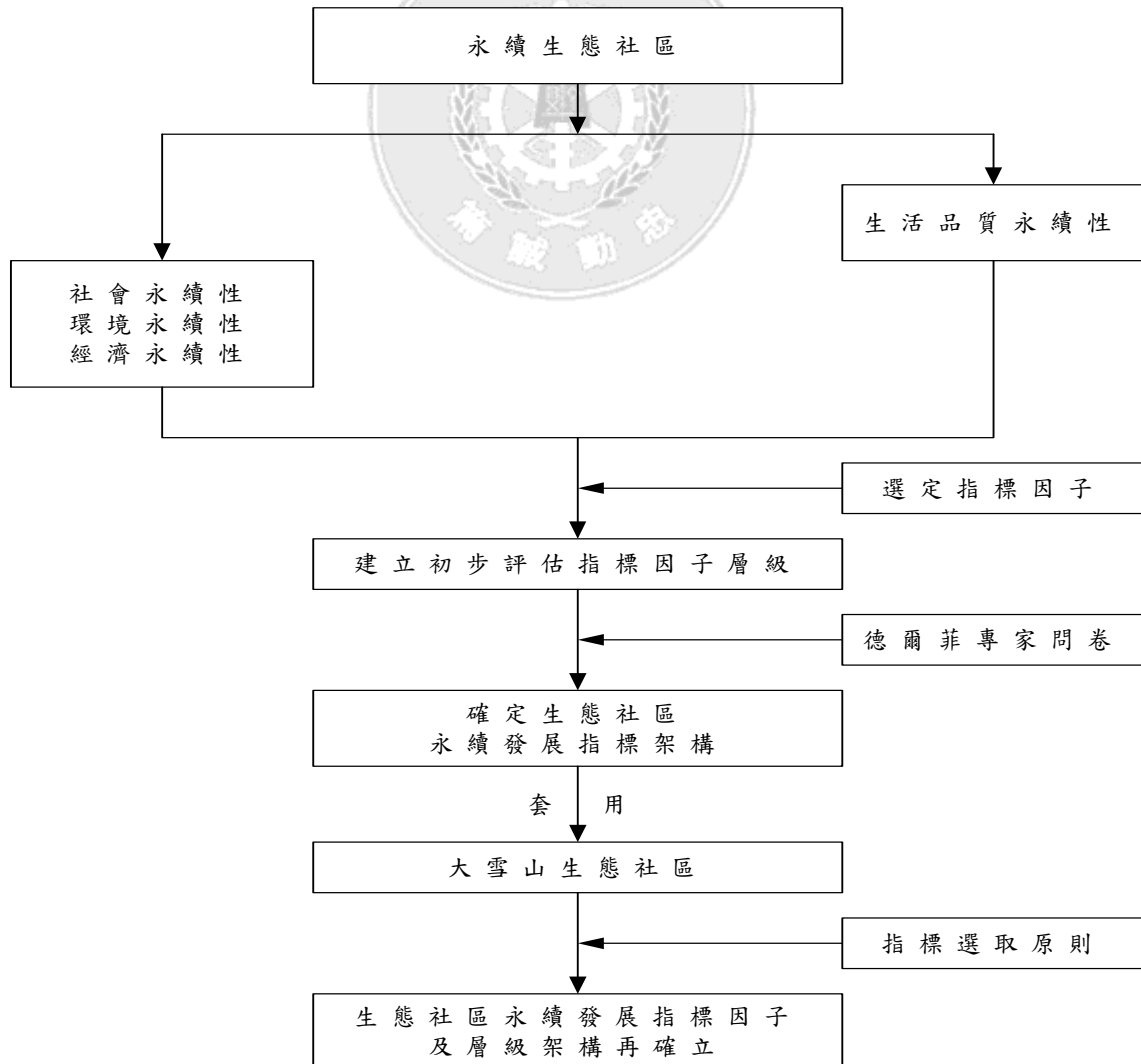 永續生態社區
生活品質永續性
社會永續性
環境永續性
經濟永續性
選定指標因子
建立初步評估指標因子層級
德爾菲專家問卷
確定生態社區
永續發展指標架構
套 用
大雪山生態社區
指標選取原則
生態社區永續發展指標因子
及層級架構再確立